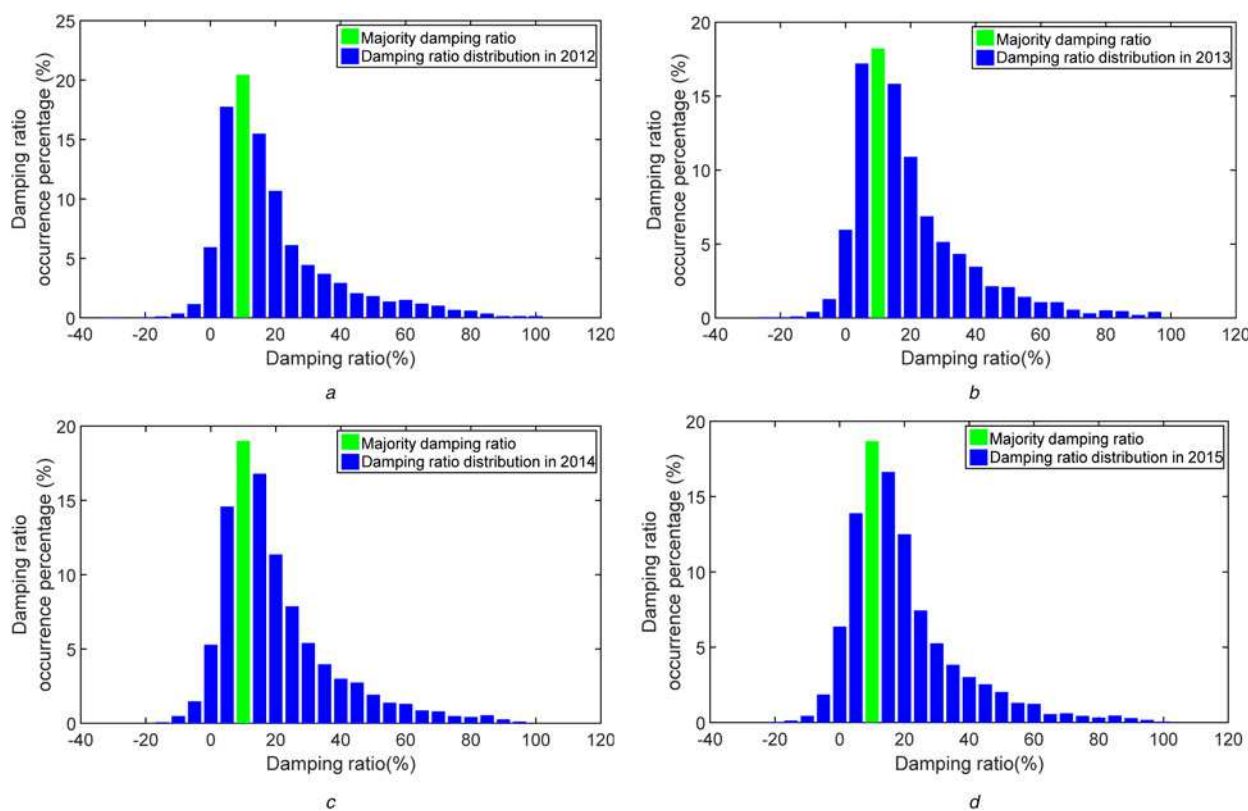 25
20
15
10
5
0
Damping ratio
occurrence percentage (%)
Majority damping ratio
Damping ratio distribution in 2012
-40 -20 0 20 40 60 80 100 120
Damping ratio(%)
a
20
15
10
5
0
Damping ratio
occurrence percentage (%)
Majority damping ratio
Damping ratio distribution in 2013
-40 -20 0 20 40 60 80 100 120
Damping ratio(%)
b
20
15
10
5
0
Damping ratio
occurrence percentage (%)
Majority damping ratio
Damping ratio distribution in 2014
-40 -20 0 20 40 60 80 100 120
Damping ratio(%)
c
20
15
10
5
0
Damping ratio
occurrence percentage (%)
Majority damping ratio
Damping ratio distribution in 2015
-40 -20 0 20 40 60 80 100 120
Damping ratio(%)
d